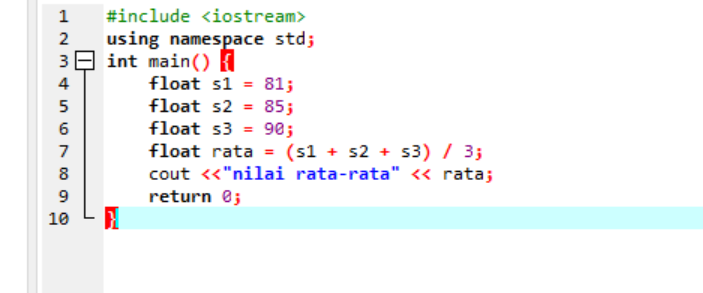 1 #include <iostream>
2 using namespace std;
3 int main() {
4 float s1 = 81;
5 float s2 = 85;
6 float s3 = 90;
7 float rata = (s1 + s2 + s3) / 3;
8 cout <<"nilai rata-rata" << rata;
9 return 0;
10 }